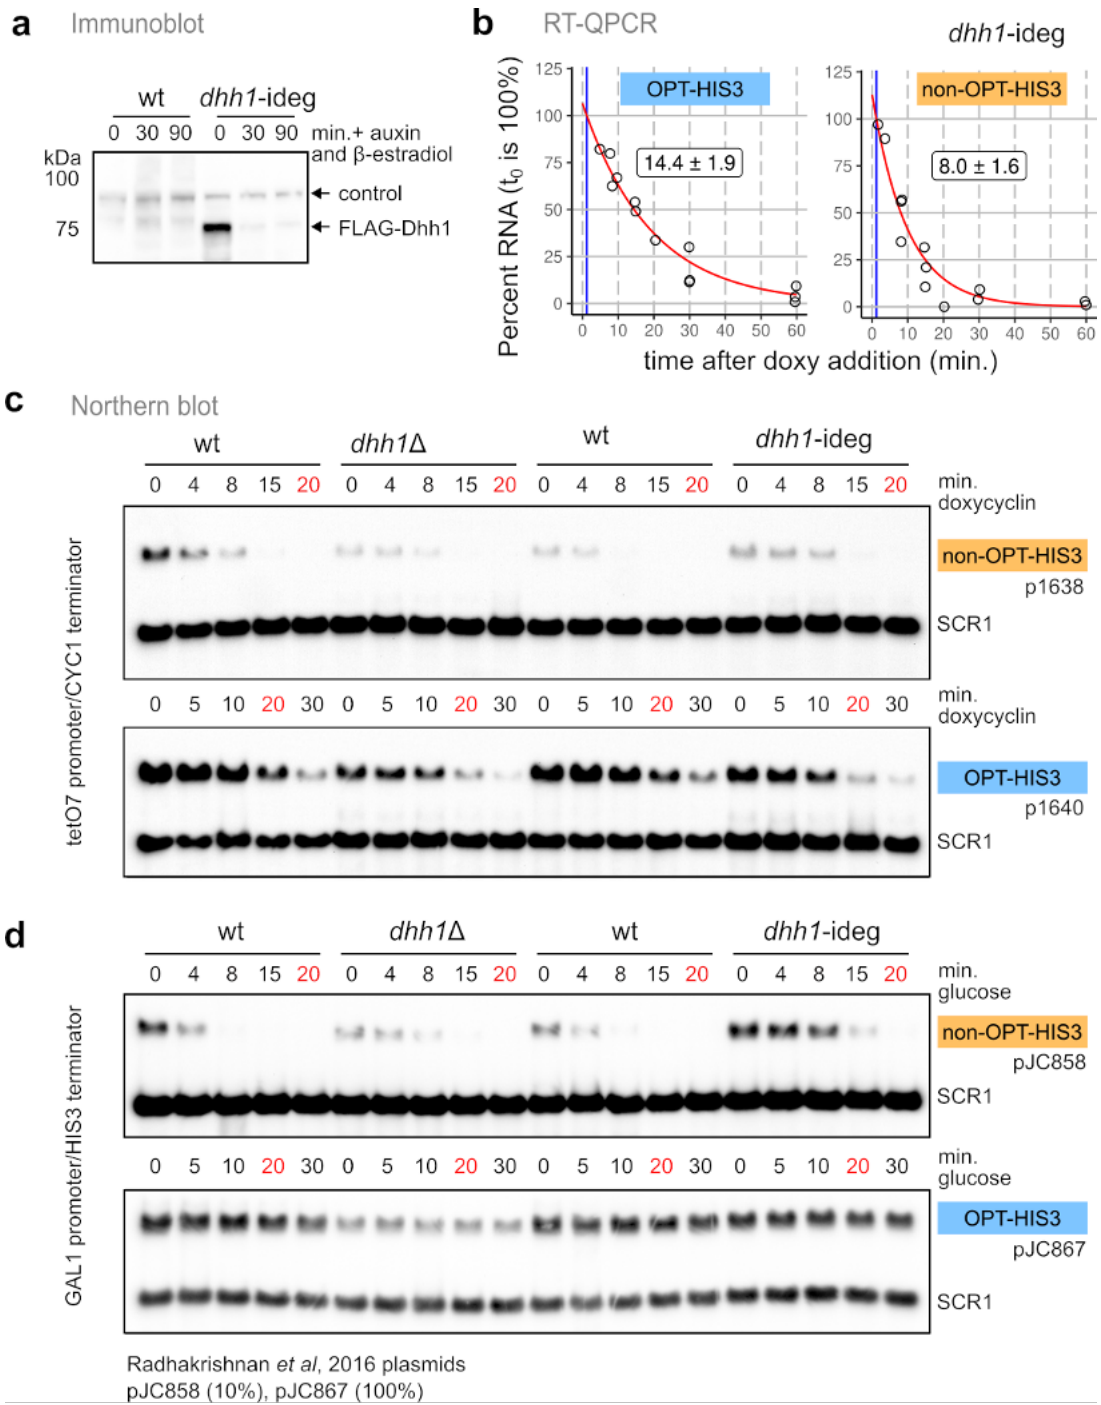 a Immunoblot
wt dhh1-ideg
0 30 90 0 30 90 min.+ auxin and β-estradiol
kDa
100
75
control
FLAG-Dhh1
b RT-QPCR
dhh1-ideg
Percent RNA (t0 is 100%)
125
100
75
50
25
0
OPT-HIS3
14.4 ± 1.9
0 10 20 30 40 50 60
125
100
75
50
25
0
non-OPT-HIS3
8.0 ± 1.6
0 10 20 30 40 50 60
time after doxy addition (min.)
c Northern blot
wt dhh1Δ wt dhh1-ideg
0 4 8 15 20 0 4 8 15 20 0 4 8 15 20 0 4 8 15 20 min. doxycyclin
tetO7 promoter/CYC1 terminator
non-OPT-HIS3
p1638
SCR1
0 5 10 20 30 0 5 10 20 30 0 5 10 20 30 0 5 10 20 30 min. doxycyclin
OPT-HIS3
p1640
SCR1
d
wt dhh1Δ wt dhh1-ideg
0 4 8 15 20 0 4 8 15 20 0 4 8 15 20 0 4 8 15 20 min. glucose
GAL1 promoter/HIS3 terminator
non-OPT-HIS3
pJC858
SCR1
0 5 10 20 30 0 5 10 20 30 0 5 10 20 30 0 5 10 20 30 min. glucose
OPT-HIS3
pJC867
SCR1
Radhakrishnan et al, 2016 plasmids
pJC858 (10%), pJC867 (100%)